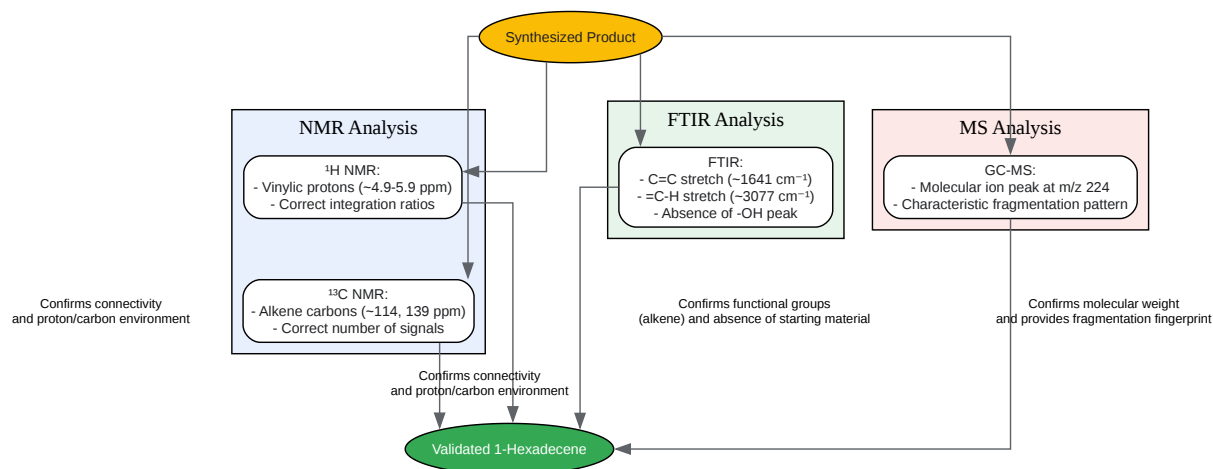 Synthesized Product
NMR Analysis
¹H NMR:
- Vinylic protons (~4.9-5.9 ppm)
- Correct integration ratios
¹³C NMR:
- Alkene carbons (~114, 139 ppm)
- Correct number of signals
FTIR Analysis
FTIR:
- C=C stretch (~1641 cm⁻¹)
- =C-H stretch (~3077 cm⁻¹)
- Absence of -OH peak
MS Analysis
GC-MS:
- Molecular ion peak at m/z 224
- Characteristic fragmentation pattern
Confirms connectivity
and proton/carbon environment
Confirms functional groups
(alkene) and absence of starting material
Confirms molecular weight
and provides fragmentation fingerprint
Confirms connectivity
and proton/carbon environment
Validated 1-Hexadecene